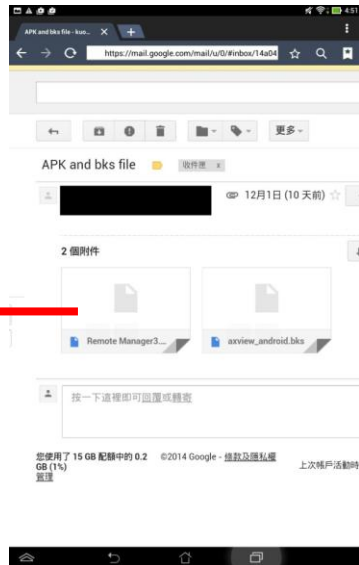 4:51
APK and bks file - kuo... X +
https://mail.google.com/mail/u/0/#inbox/14a04
更多
APK and bks file 收件匣 x
12月1日 (10 天前)
2 個附件
Remote Manager3.... axview_android.bks
按一下這裡即可回覆或轉寄
您使用了 15 GB 配額中的 0.2 ©2014 Google - 條款及隱私權
GB (1%) 上次帳戶活動時
管理